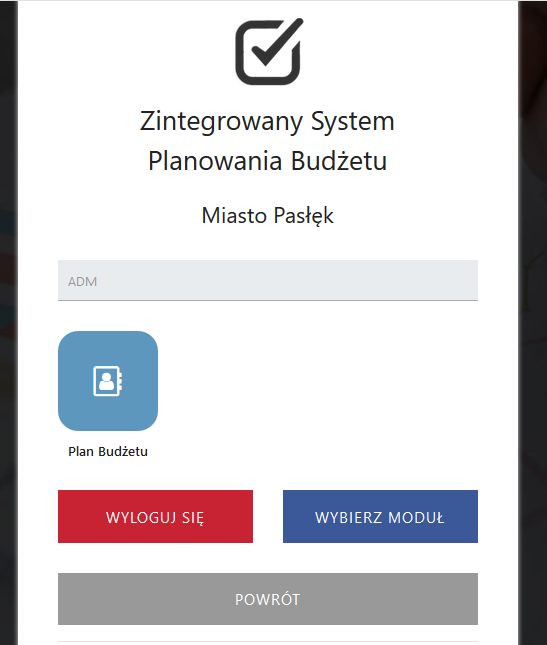 Zintegrowany System
Planowania Budżetu
Miasto Pasłęk
ADM
Plan Budżetu
WYLOGUJ SIĘ
WYBIERZ MODUŁ
POWRÓT